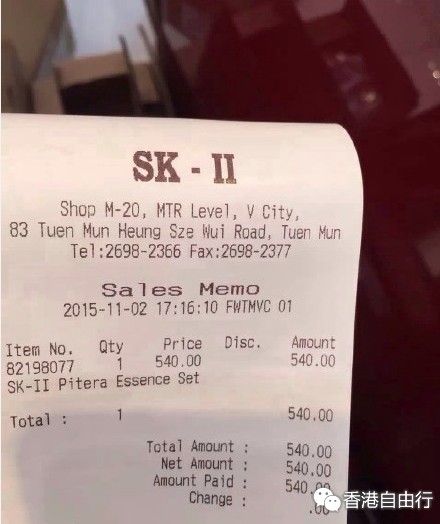 SK-II
Shop M-20, MTR Level, V City,
83 Tuen Mun Heung Sze Wui Road, Tuen Mun
Tel:2698-2366 Fax:2698-2377
Sales Memo
2015-11-02 17:16:10 FWTMVC 01
Item No. Qty Price Disc. Amount
82198077 1 540.00 540.00
SK-II Pitera Essence Set
Total : 1 540.00
Total Amount : 540.00
Net Amount : 540.00
Amount Paid : 540.00
Change : .00
香港自由行